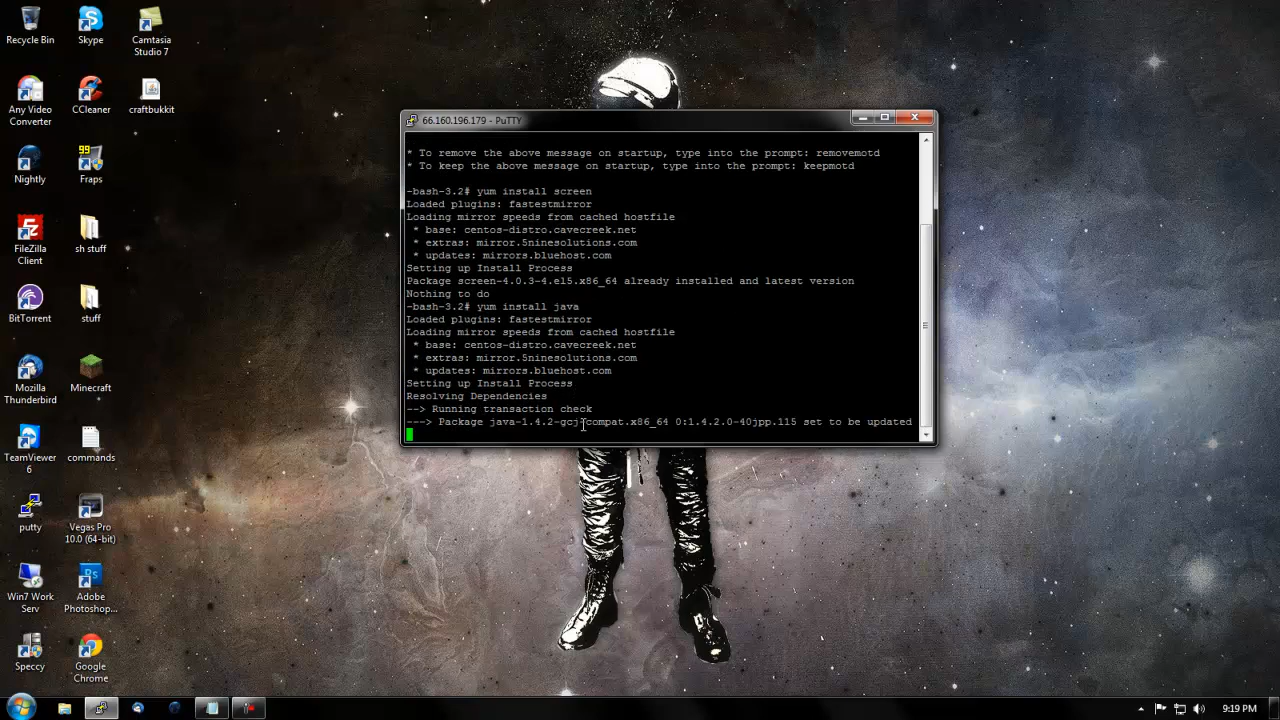 Recycle Bin
Skype
Camtasia
Studio 7
Any Video
Converter
CCleaner
craftbukkit
Nightly
99
Fraps
FileZilla
Client
sh stuff
BitTorrent
stuff
Mozilla
Thunderbird
Minecraft
TeamViewer
6
commands
putty
Vegas Pro
10.0 (64-bit)
Win7 Work
Serv
Ps
Adobe
Photoshop...
Speccy
Google
Chrome
66.160.196.179 - PuTTY
* To remove the above message on startup, type into the prompt: removemotd
* To keep the above message on startup, type into the prompt: keepmotd
-bash-3.2# yum install screen
Loaded plugins: fastestmirror
Loading mirror speeds from cached hostfile
* base: centos-distro.cavecreek.net
* extras: mirror.5ninesolutions.com
* updates: mirrors.bluehost.com
Setting up Install Process
Package screen-4.0.3-4.el5.x86_64 already installed and latest version
Nothing to do
-bash-3.2# yum install java
Loaded plugins: fastestmirror
Loading mirror speeds from cached hostfile
* base: centos-distro.cavecreek.net
* extras: mirror.5ninesolutions.com
* updates: mirrors.bluehost.com
Setting up Install Process
Resolving Dependencies
--> Running transaction check
---> Package java-1.4.2-gcj-compat.x86_64 0:1.4.2.0-40jpp.115 set to be updated
9:19 PM